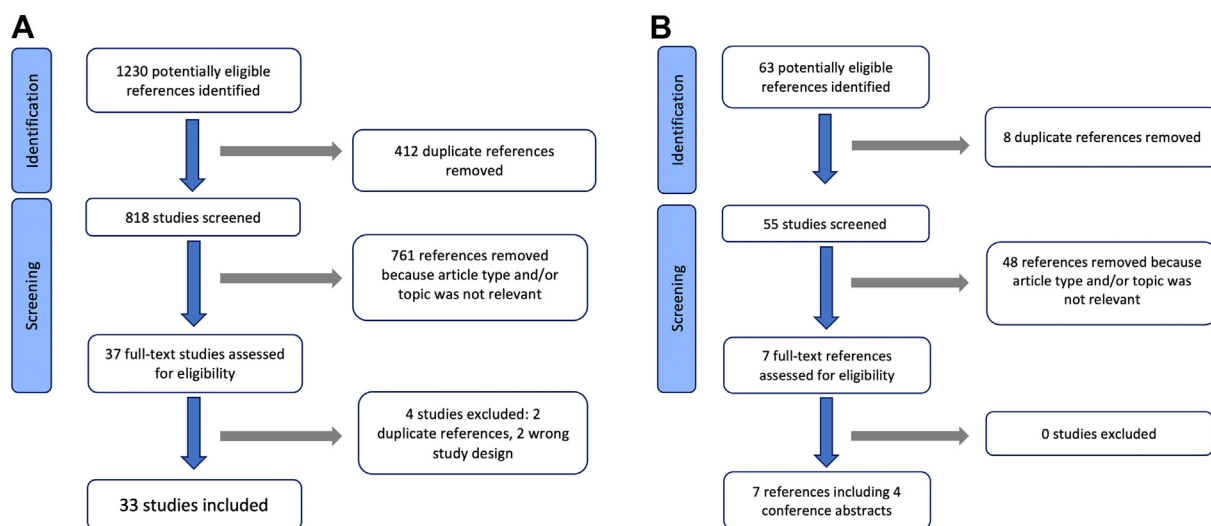 A
Identification
1230 potentially eligible
references identified
412 duplicate references
removed
Screening
818 studies screened
761 references removed
because article type and/or
topic was not relevant
37 full-text studies assessed
for eligibility
4 studies excluded: 2
duplicate references, 2 wrong
study design
33 studies included
B
Identification
63 potentially eligible
references identified
8 duplicate references removed
Screening
55 studies screened
48 references removed because
article type and/or topic was
not relevant
7 full-text references
assessed for eligibility
0 studies excluded
7 references including 4
conference abstracts